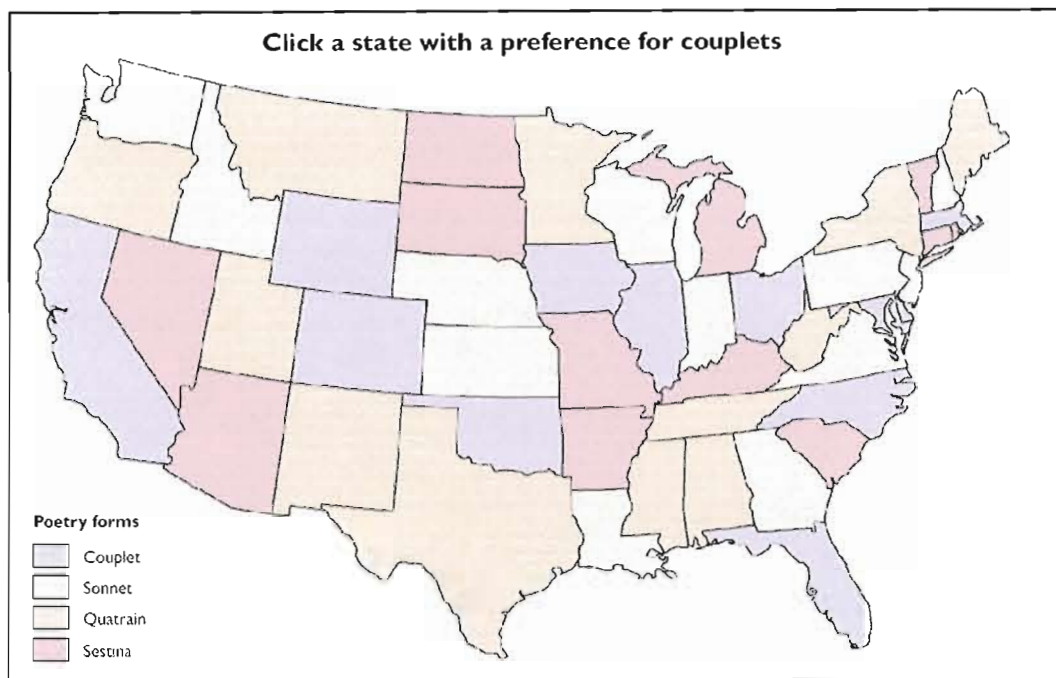 Click a state with a preference for couplets
Poetry forms
Couplet
Sonnet
Quatrain
Sestina